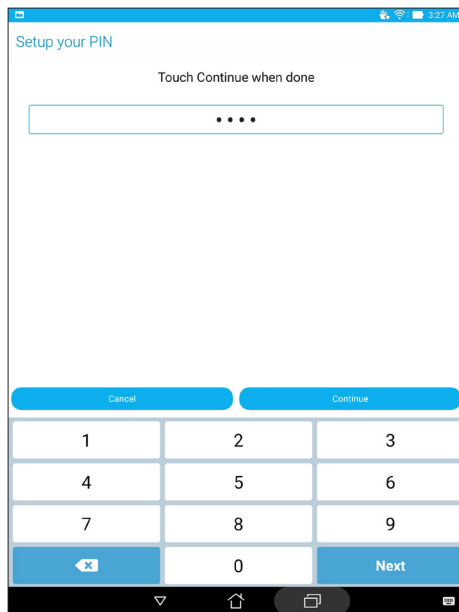 3:27 AM
Setup your PIN
Touch Continue when done
••••
Cancel Continue
1 2 3
4 5 6
7 8 9
0 Next